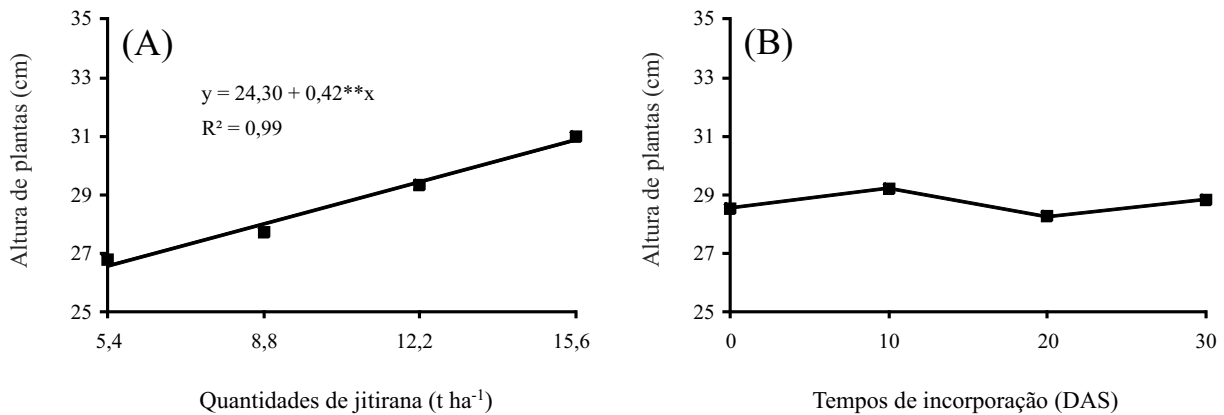 (A)
Altura de plantas (cm)
35
33
31
29
27
25
y = 24,30 + 0,42**x
R² = 0,99
5,4 8,8 12,2 15,6
Quantidades de jitirana (t ha⁻¹)
(B)
Altura de plantas (cm)
35
33
31
29
27
25
0 10 20 30
Tempos de incorporação (DAS)